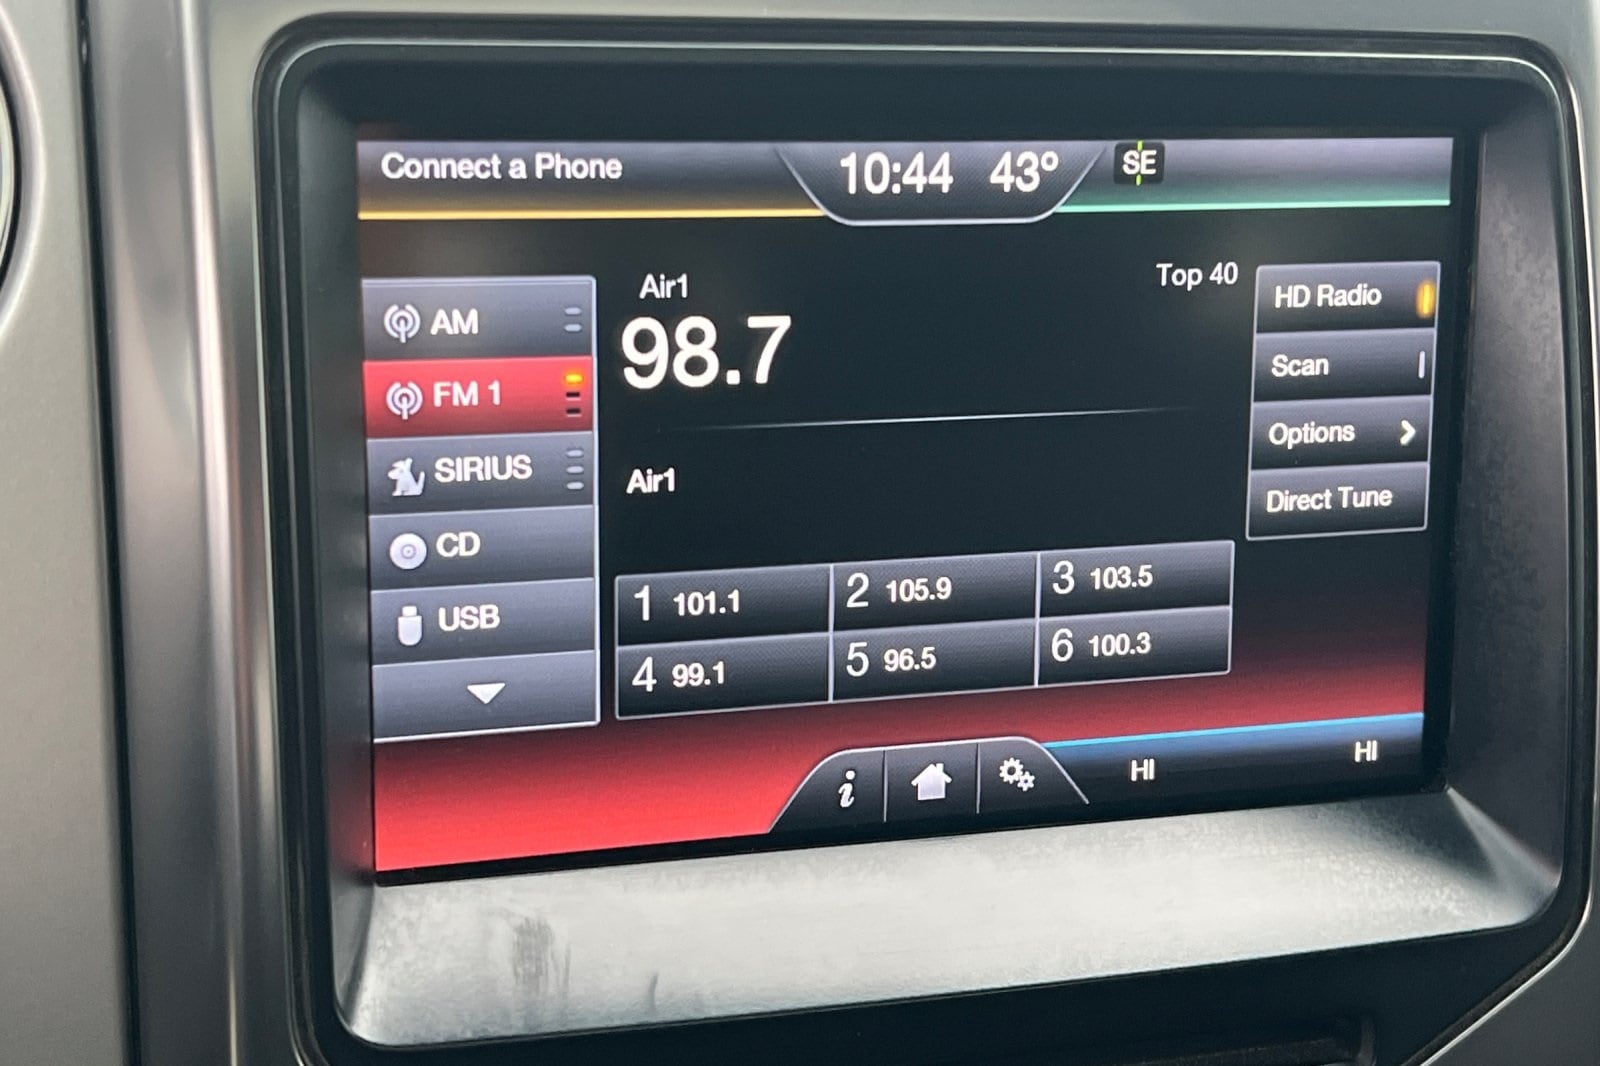 Connect a Phone
10:44 43° SE
AM
FM 1
SIRIUS
CD
USB
Air1
98.7
Top 40
Air1
HD Radio
Scan
Options
Direct Tune
1 101.1
2 105.9
3 103.5
4 99.1
5 96.5
6 100.3
i
HI
HI